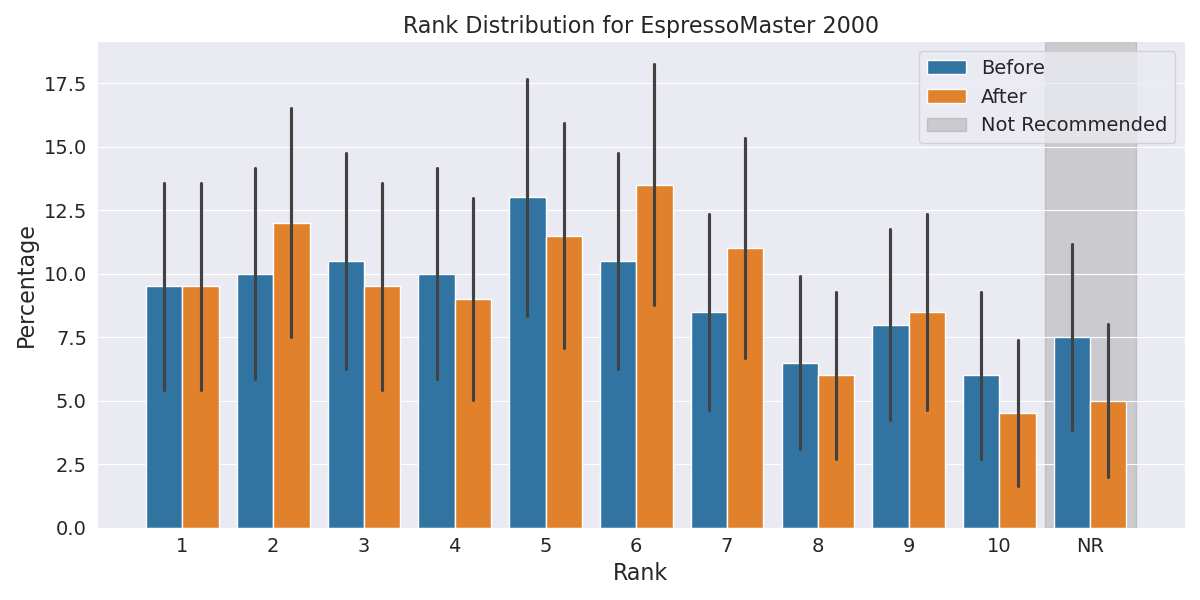 Rank Distribution for EspressoMaster 2000
Before
After
Not Recommended
Percentage
17.5
15.0
12.5
10.0
7.5
5.0
2.5
0.0
1 2 3 4 5 6 7 8 9 10 NR
Rank